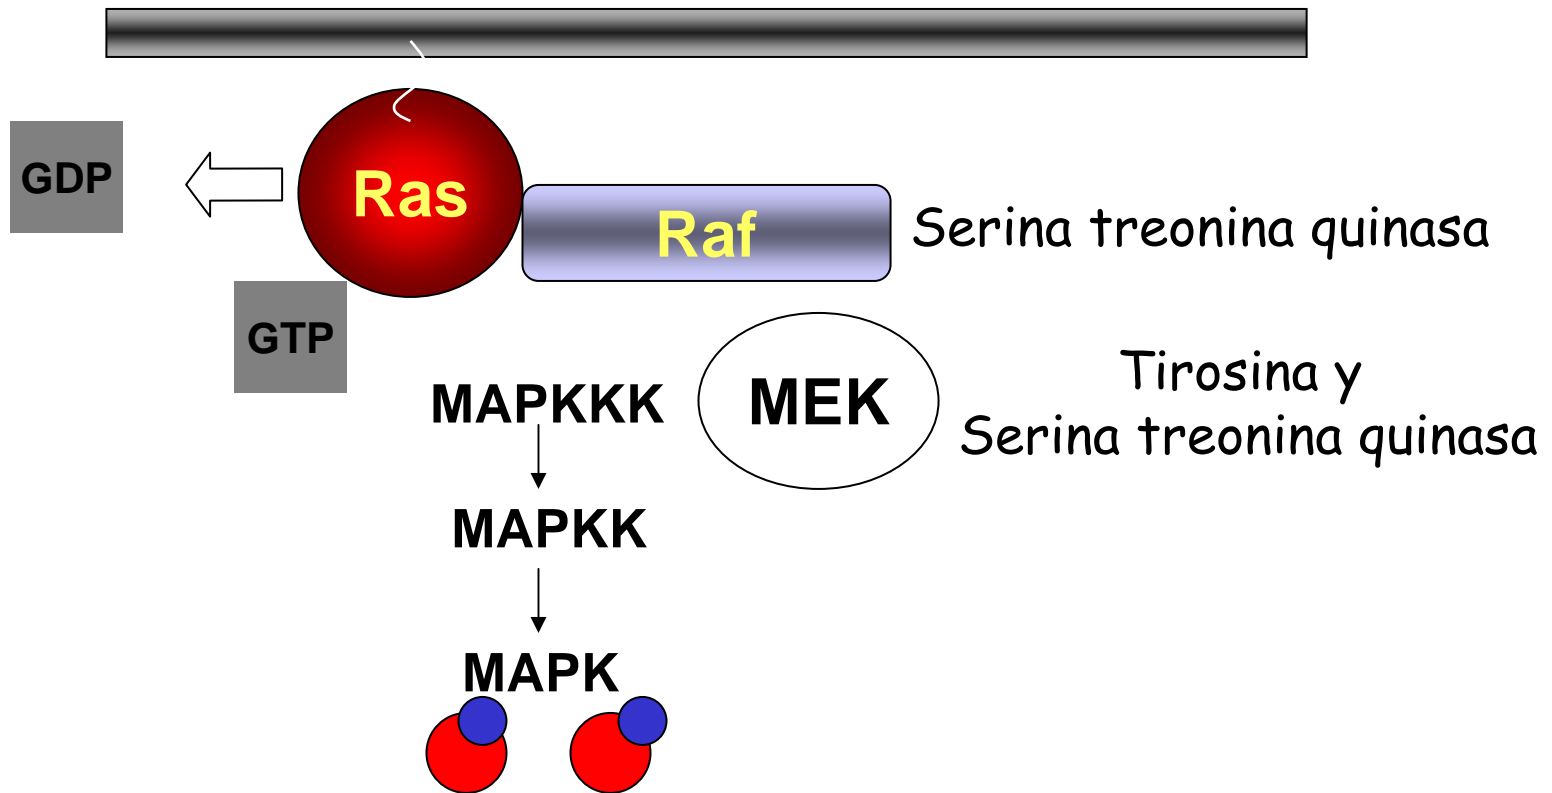 GDP
Ras
Raf
Serina treonina quinasa
GTP
MAPKKK
MEK
Tirosina y
Serina treonina quinasa
MAPKK
MAPK